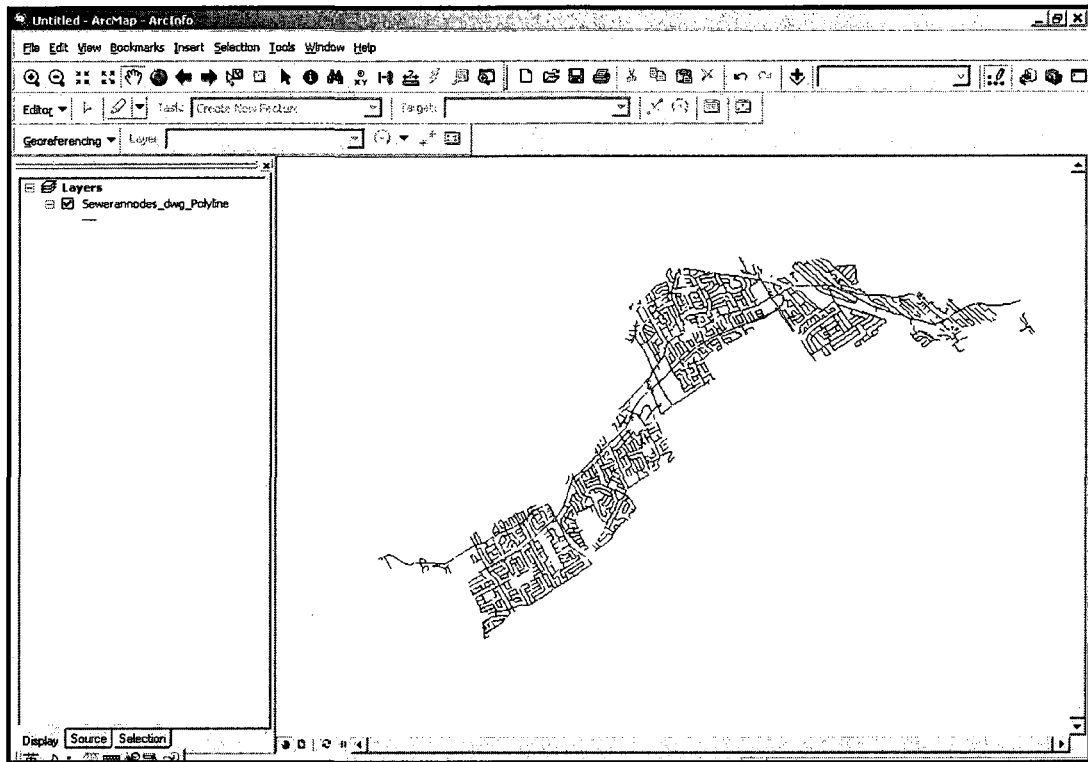 Untitled - ArcMap - ArcInfo
File Edit View Bookmarks Insert Selection Tools Window Help
Editor Task: Create New Feature Target:
Georeferencing Layer:
Layers
Sewerannodes_dwg_Polyline
Display Source Selection